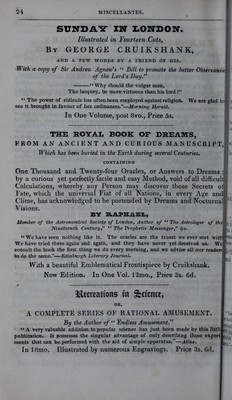 24 MISCELLANIES.
SUNDAY IN LONDON.
Illustrated in Fourteen Cuts,
By GEORGE CRUIKSHANK,
AND A FEW WORDS BY A FRIEND OF HIS.
With a copy of Sir Andrew Agnew's "Bill to promote the better Observance
of the Lord's Day."
——"Why should the vulgar man,
The lacquey, be more virtuous than his lord?"
"The power of ridicule has often been employed against religion. We are glad to
see it brought in favour of her ordinances."—Morning Herald.
In One Volume, post 8vo., Price 5s.
THE ROYAL BOOK OF DREAMS,
FROM AN ANCIENT AND CURIOUS MANUSCRIPT,
Which has been buried in the Earth during several Centuries.
CONTAINING
One Thousand and Twenty-four Oracles, or Answers to Dreams;
by a curious yet perfectly facile and easy Method, void of all difficult
Calculations, whereby any Person may discover those Secrets of
Fate, which the universal Fiat of all Nations, in every Age and
Clime, has acknowledged to be portended by Dreams and Nocturnal
Visions.
BY RAPHAEL,
Member of the Astronomical Society of London, Author of "The Astrologer of the
Nineteenth Century," "The Prophetic Messenger," &c.
"We have seen nothing like it. The oracles are the truest we ever met with.
We have tried them again and again, and they have never yet deceived us. We
consult the book the first thing we do every morning, and we advise all our readers
to do the same."—Edinburgh Literary Journal.
With a beautiful Emblematical Frontispiece by Cruikshank.
New Edition. In One Vol. 12mo., Price 3s. 6d.
Recreations in Science,
OR,
A COMPLETE SERIES OF RATIONAL AMUSEMENT.
By the Author of "Endless Amusement."
"A very valuable addition to popular science has just been made by this little
publication. It possesses the singular advantage of only describing those experi-
ments that can be performed with the aid of simple apparatus."—Atlas.
In 18mo. Illustrated by numerous Engravings. Price 3s. 6d.